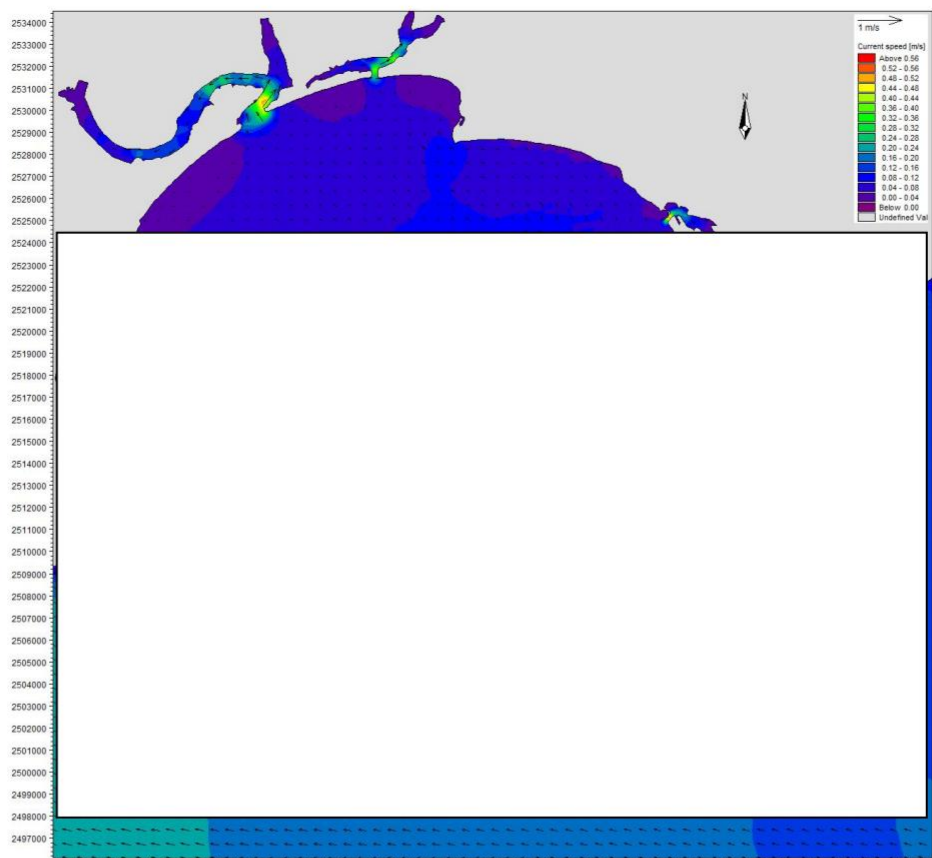 2534000
2533000
2532000
2531000
2530000
2529000
2528000
2527000
2526000
2525000
2524000
2523000
2522000
2521000
2520000
2519000
2518000
2517000
2516000
2515000
2514000
2513000
2512000
2511000
2510000
2509000
2508000
2507000
2506000
2505000
2504000
2503000
2502000
2501000
2500000
2499000
2498000
2497000
1 m/s
Current speed [m/s]
Above 0.56
0.52 - 0.56
0.48 - 0.52
0.44 - 0.48
0.40 - 0.44
0.36 - 0.40
0.32 - 0.36
0.28 - 0.32
0.24 - 0.28
0.20 - 0.24
0.16 - 0.20
0.12 - 0.16
0.08 - 0.12
0.04 - 0.08
0.00 - 0.04
Below 0.00
Undefined Val
N